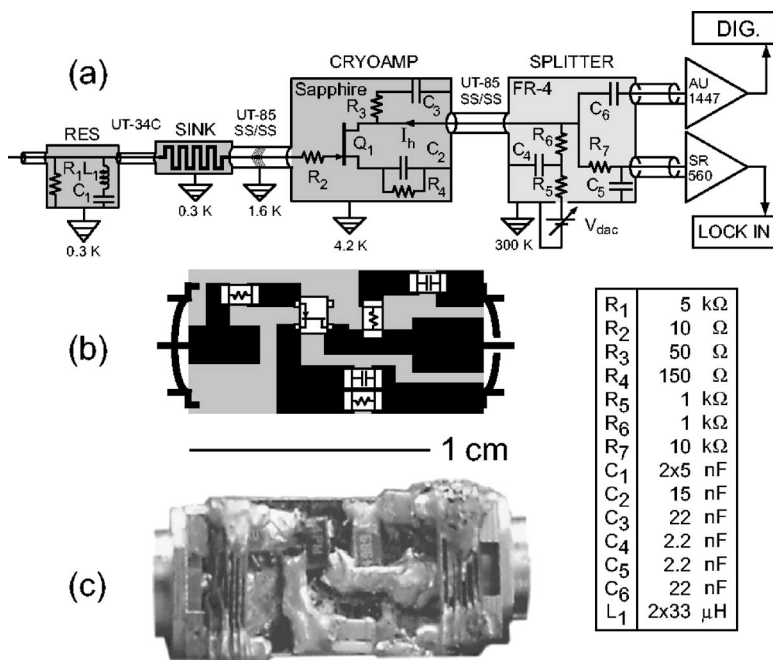 (a)
RES
R1
L1
C1
0.3 K
UT-34C
SINK
0.3 K
UT-85
SS/SS
1.6 K
CRYOAMP
Sapphire
R2
Q1
R3
C3
Ih
C2
R4
4.2 K
UT-85
SS/SS
SPLITTER
FR-4
C4
R6
R5
C6
R7
C5
300 K
Vdac
AU
1447
DIG.
SR
560
LOCK IN
(b)
1 cm
(c)
R1 5 kΩ
R2 10 Ω
R3 50 Ω
R4 150 Ω
R5 1 kΩ
R6 1 kΩ
R7 10 kΩ
C1 2x5 nF
C2 15 nF
C3 22 nF
C4 2.2 nF
C5 2.2 nF
C6 22 nF
L1 2x33 μH